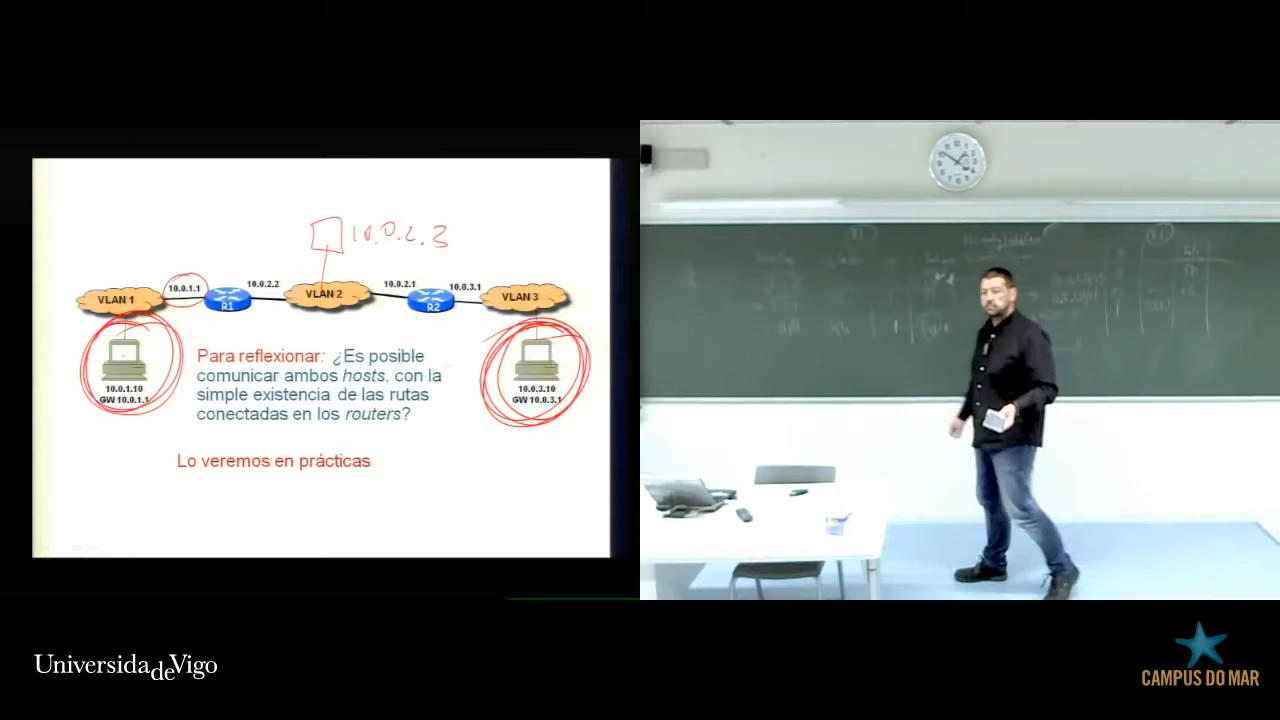 10.0.2.3
10.0.1.1
10.0.2.2
10.0.2.1
10.0.3.1
VLAN 1
R1
VLAN 2
R2
VLAN 3
Para reflexionar: ¿Es posible
comunicar ambos hosts, con la
simple existencia de las rutas
conectadas en los routers?
10.0.1.10
GW 10.0.1.1
10.0.3.10
GW 10.0.3.1
Lo veremos en prácticas
UniversidadeVigo
CAMPUS DO MAR